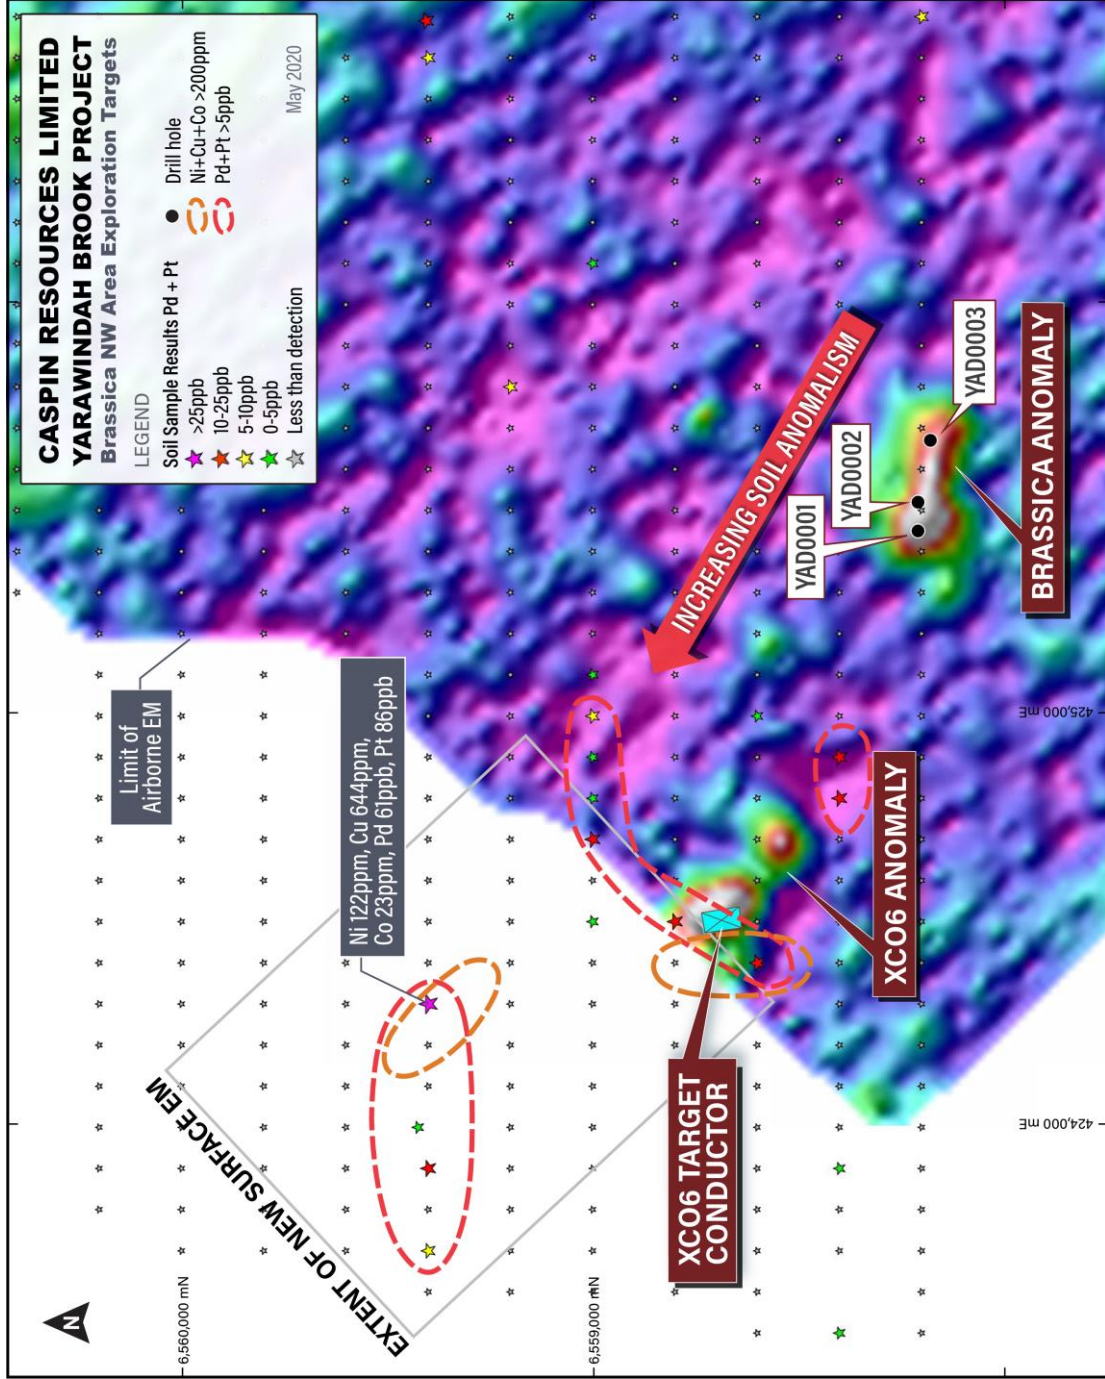 CASPIN RESOURCES LIMITED
YARAWINDAH BROOK PROJECT
Brassica NW Area Exploration Targets
LEGEND
Soil Sample Results Pd + Pt
>25ppb
10-25ppb
5-10ppb
0-5ppb
Less than detection
Drill hole
Ni+Cu+Co >200ppm
Pd+Pt >5ppb
May 2020
N
6,560,000 mN
6,559,000 mN
EXTENT OF NEW SURFACE EM
Limit of
Airborne EM
Ni 122ppm, Cu 644ppm,
Co 23ppm, Pd 61ppb, Pt 86ppb
INCREASING SOIL ANOMALISM
XC06 TARGET
CONDUCTOR
XC06 ANOMALY
YAD0001
YAD0002
YAD0003
BRASSICA ANOMALY
424,000 mE
425,000 mE